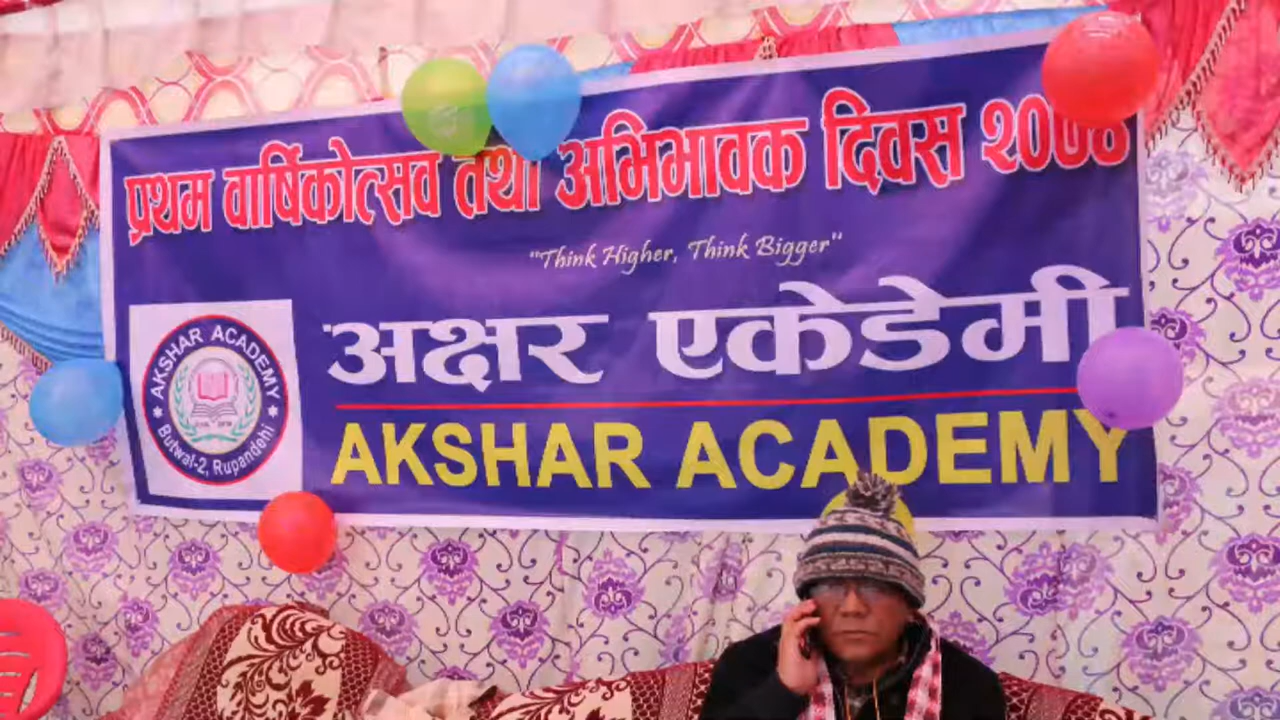 प्रथम वार्षिकोत्सव तथा अभिभावक दिवस २०७४
"Think Higher, Think Bigger"
अक्षर एकेडेमी
AKSHAR ACADEMY
AKSHAR ACADEMY
Butwal-2, Rupandehi